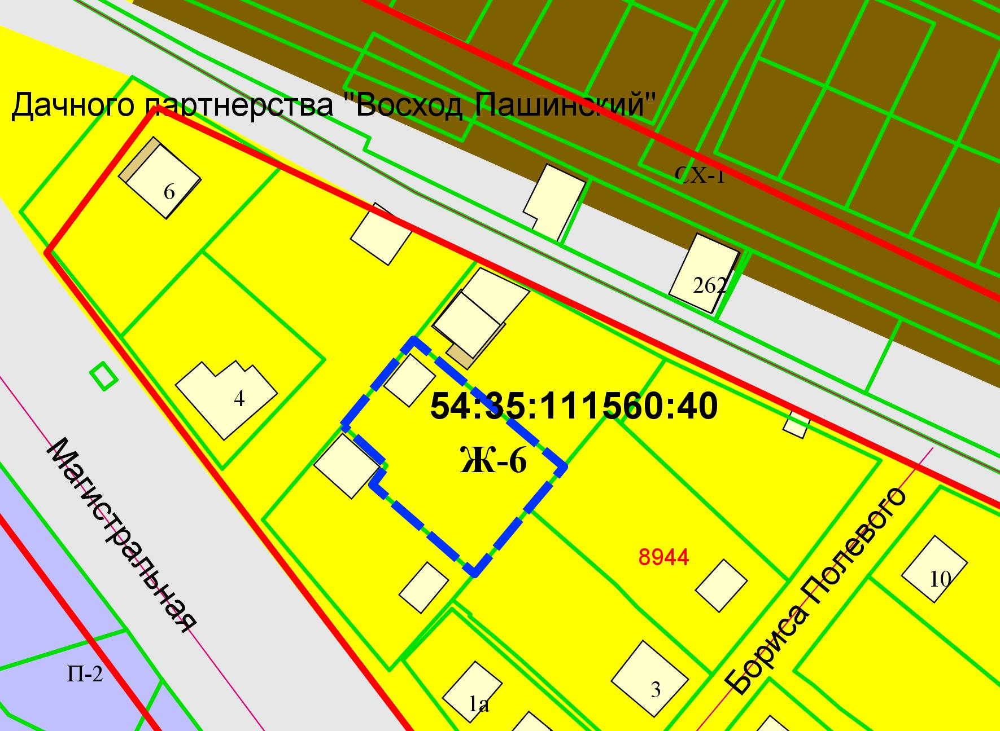 Дачного партнерства "Восход Пашинский"
СХ-1
6
262
4
54:35:111560:40
Ж-6
Магистральная
8944
Бориса Полевого
10
П-2
3
1а